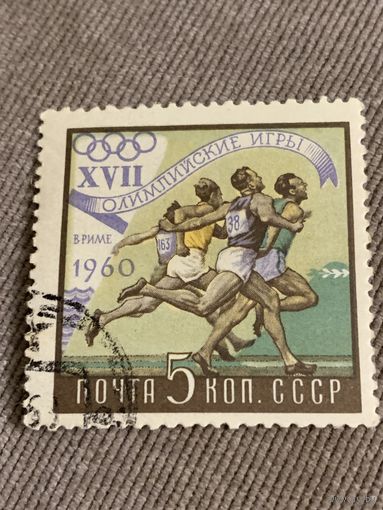 XVII
ОЛИМПИЙСКИЕ ИГРЫ
В РИМЕ
1960
163
38
ПОЧТА 5 КОП. СССР